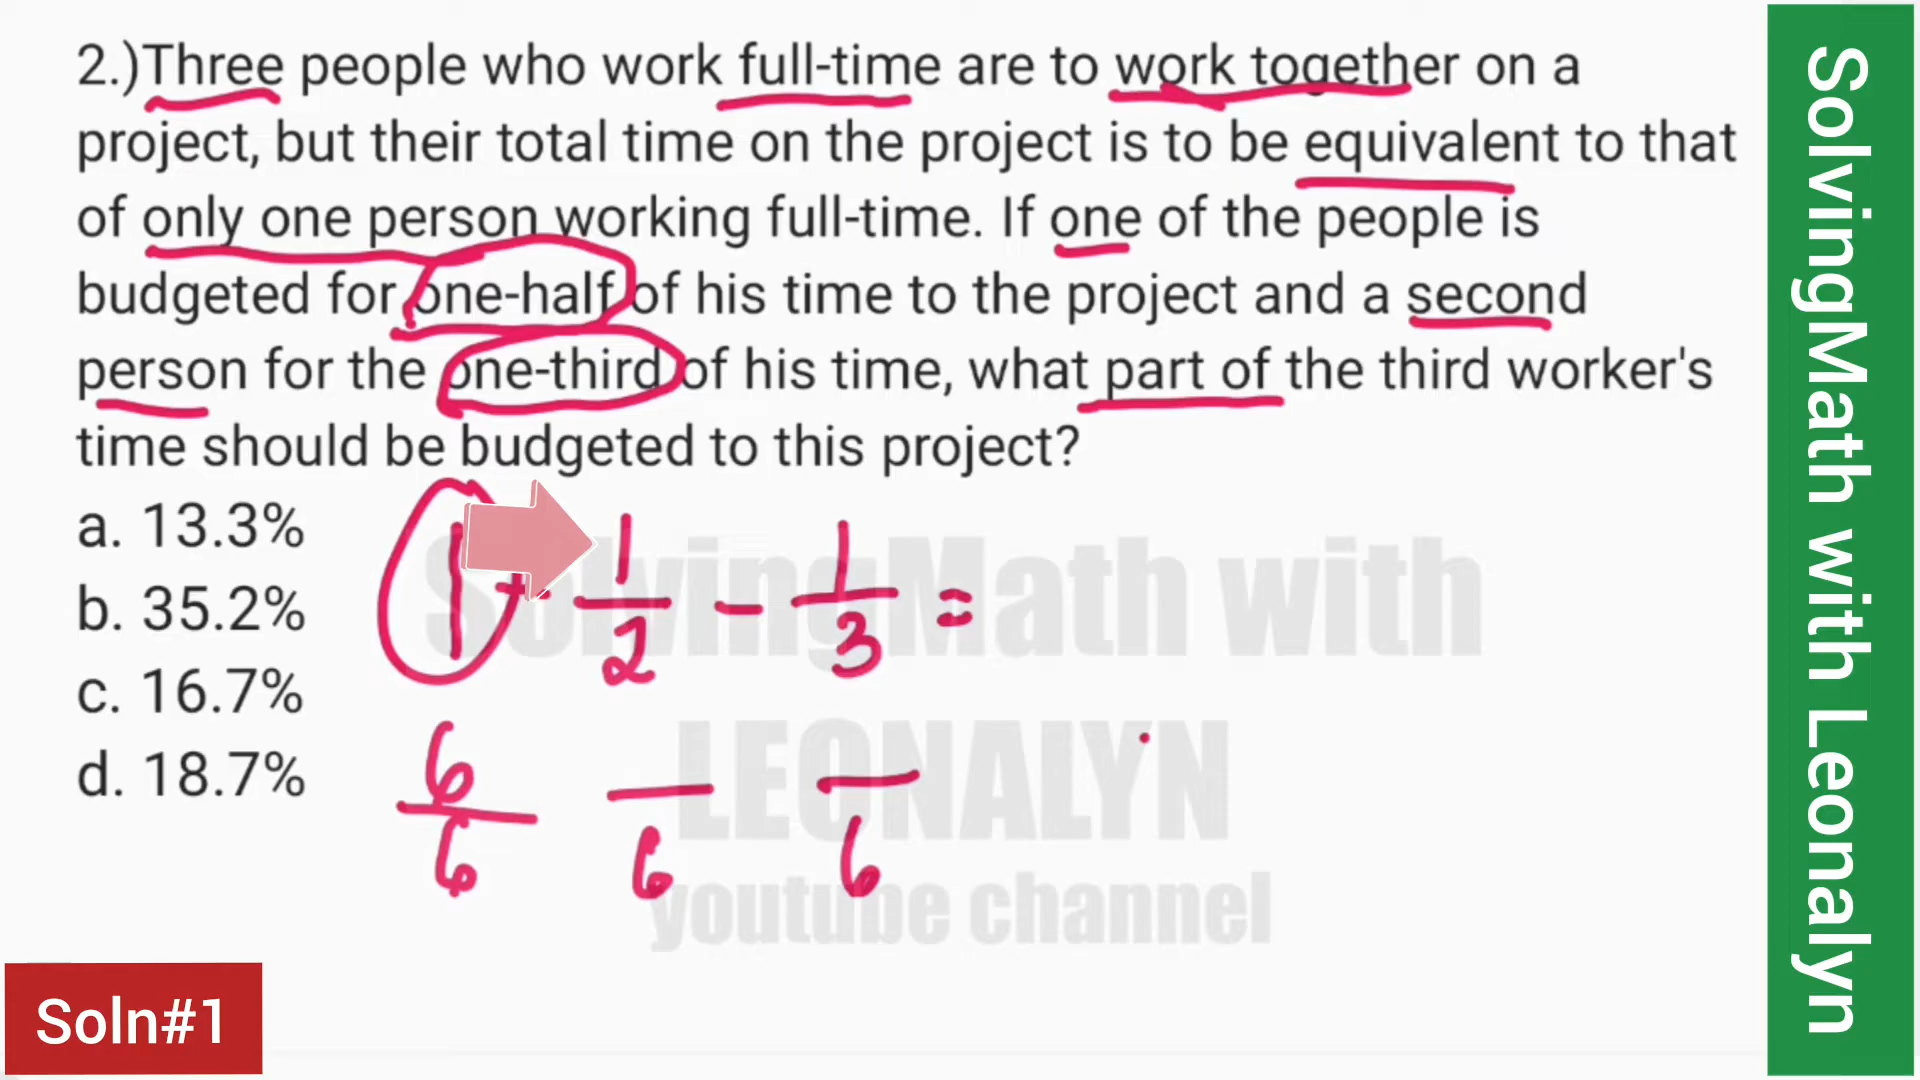 2.)Three people who work full-time are to work together on a
project, but their total time on the project is to be equivalent to that
of only one person working full-time. If one of the people is
budgeted for one-half of his time to the project and a second
person for the one-third of his time, what part of the third worker's
time should be budgeted to this project?
a. 13.3%
b. 35.2%
c. 16.7%
d. 18.7%
1 - 1/2 - 1/3 =
6/6 /6 /6
SolvingMath with
LEONALYN
youtube channel
Soln#1
SolvingMath with Leonalyn